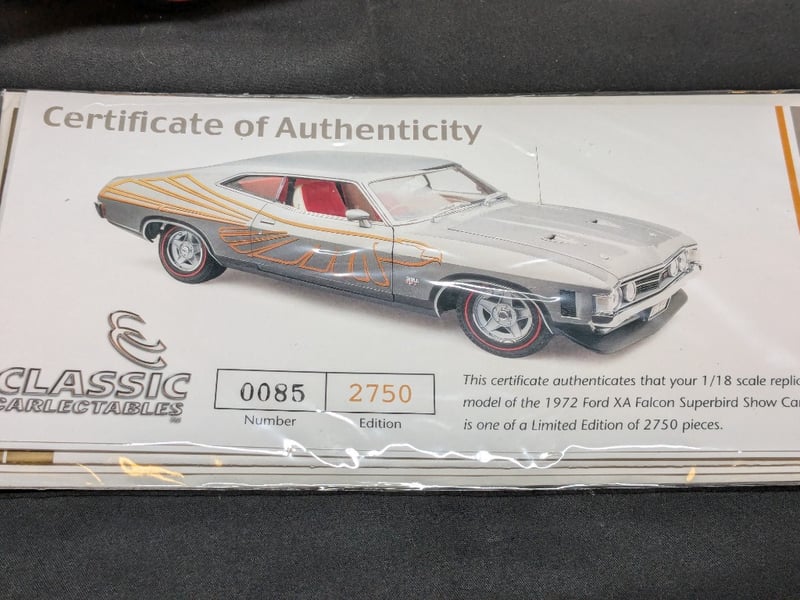 Certificate of Authenticity
CLASSIC
CARLECTABLES
0085 2750
Number Edition
This certificate authenticates that your 1/18 scale replic
model of the 1972 Ford XA Falcon Superbird Show Car
is one of a Limited Edition of 2750 pieces.